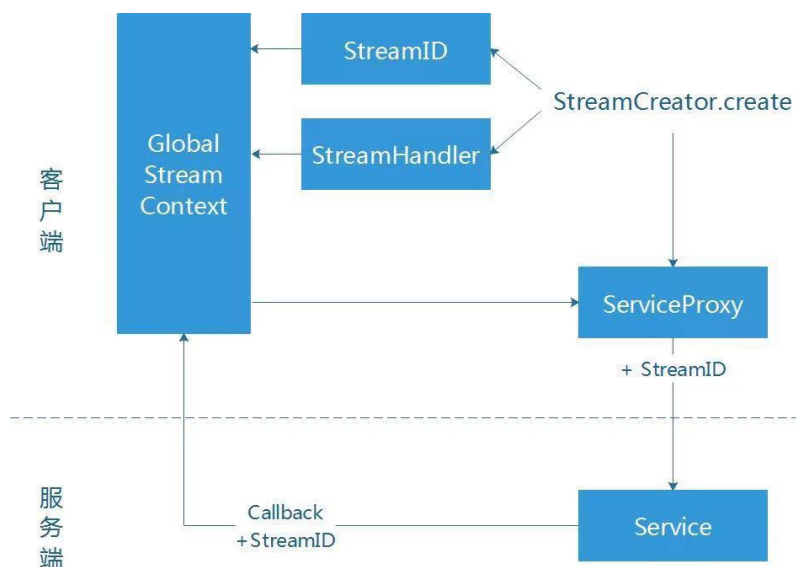 StreamID
StreamCreator.create
StreamHandler
Global
Stream
Context
客
户
端
ServiceProxy
+ StreamID
服
务
端
Callback
+StreamID
Service